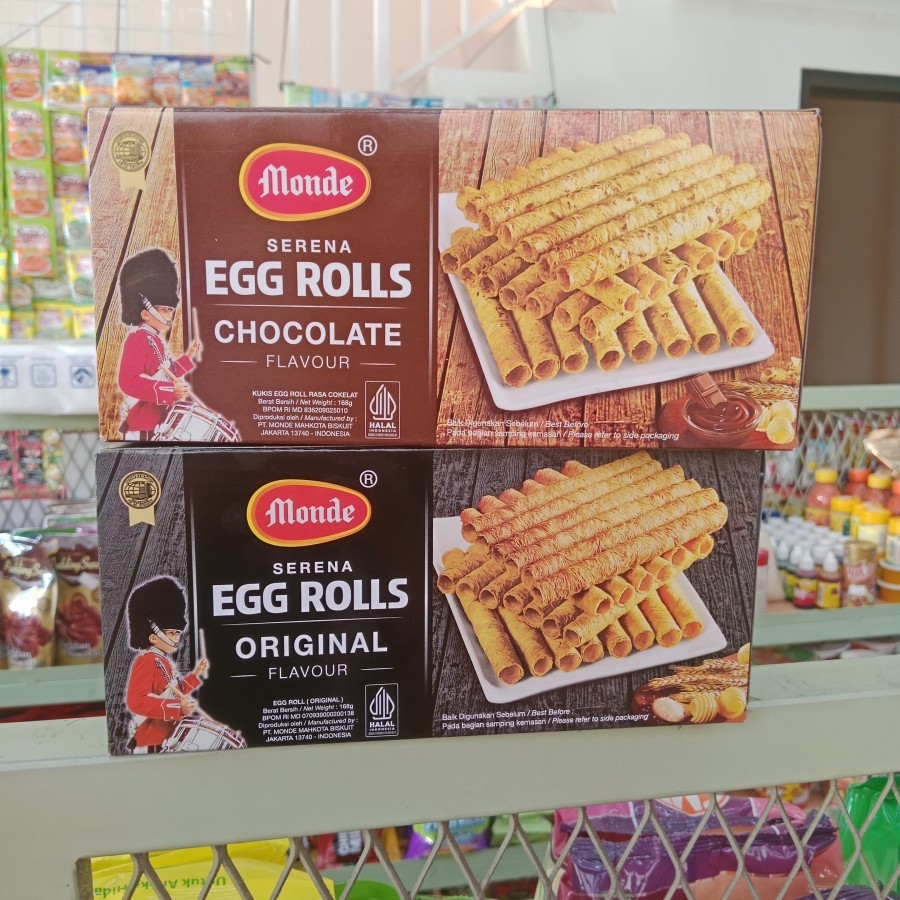 Monde
®
SERENA
EGG ROLLS
CHOCOLATE
FLAVOUR
KUKIS EGG ROLL RASA COKELAT
Berat Bersih / Net Weight : 168g
BPOM RI MD 836209025010
Diproduksi oleh / Manufactured by :
PT. MONDE MAHKOTA BISKUIT
JAKARTA 13740 - INDONESIA
HALAL
INDONESIA
Baik Digunakan Sebelum / Best Before
Pada bagian samping kemasan / Please refer to side packaging
Monde
®
SERENA
EGG ROLLS
ORIGINAL
FLAVOUR
EGG ROLL ( ORIGINAL )
Berat Bersih / Net Weight : 168g
BPOM RI MD 070939000200138
Diproduksi oleh / Manufactured by :
PT. MONDE MAHKOTA BISKUIT
JAKARTA 13740 - INDONESIA
HALAL
INDONESIA
Baik Digunakan Sebelum / Best Before :
Pada bagian samping kemasan / Please refer to side packaging